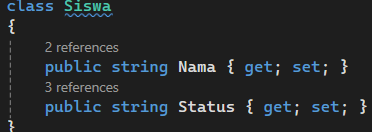 class Siswa
{
2 references
public string Nama { get; set; }
3 references
public string Status { get; set; }
}